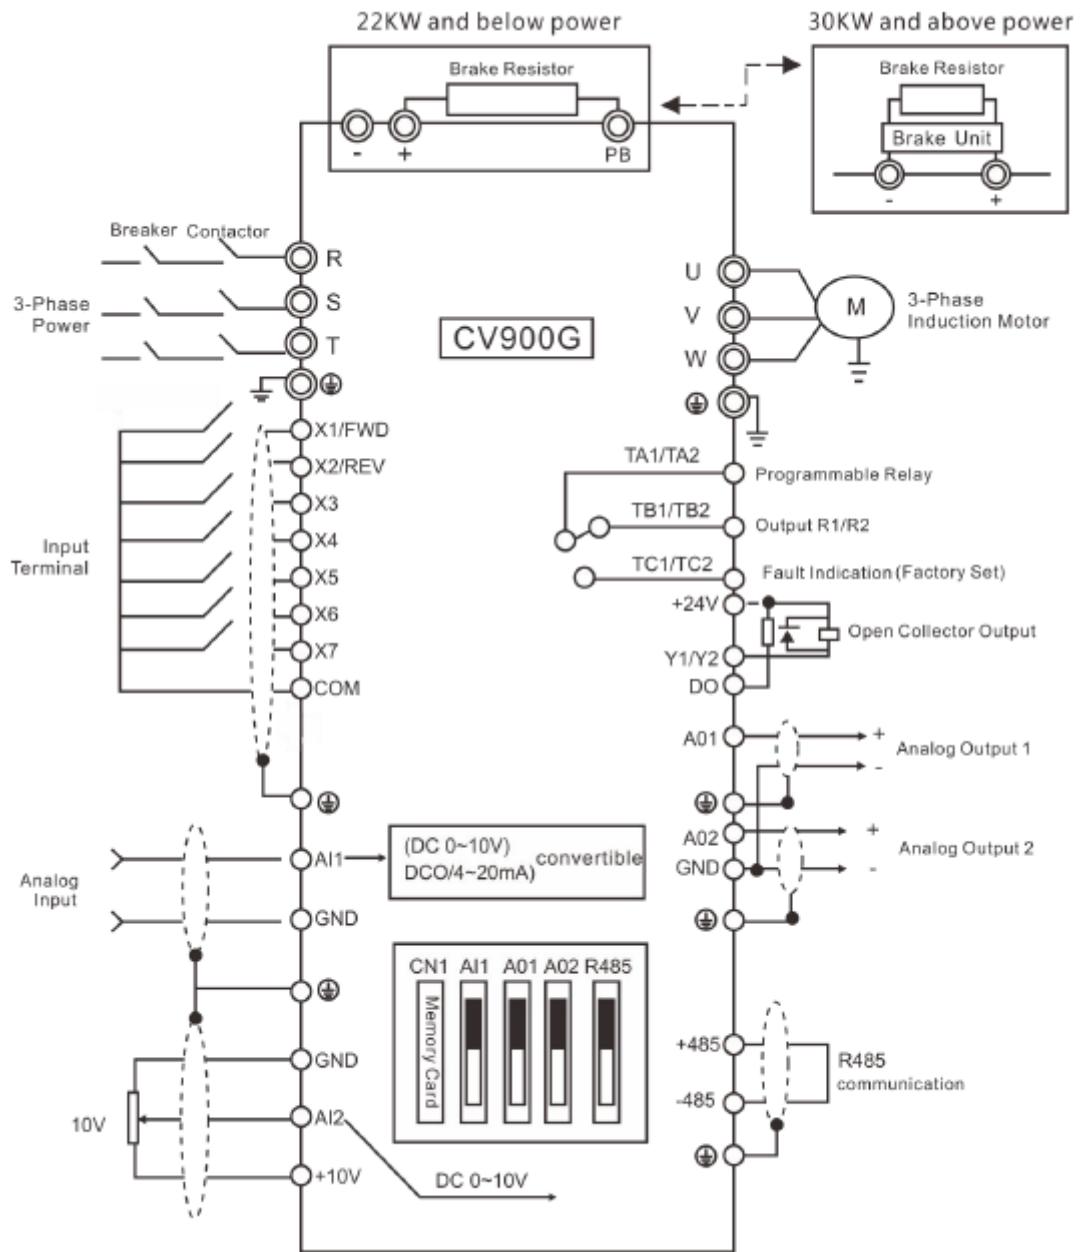 22KW and below power
30KW and above power
Brake Resistor
- + PB
Brake Resistor
Brake Unit
- +
Breaker Contactor
3-Phase
Power
R
S
T
CV900G
U
V
W
M
3-Phase
Induction Motor
Input
Terminal
X1/FWD
X2/REV
X3
X4
X5
X6
X7
COM
TA1/TA2
Programmable Relay
TB1/TB2
Output R1/R2
TC1/TC2
Fault Indication (Factory Set)
+24V
Open Collector Output
Y1/Y2
DO
A01
+
-
Analog Output 1
A02
GND
+
-
Analog Output 2
Analog
Input
AI1
(DC 0~10V)
DCO/4~20mA)
convertible
GND
CN1 AI1 A01 A02 R485
Memory Card
GND
10V
AI2
+10V
DC 0~10V
+485
-485
R485
communication